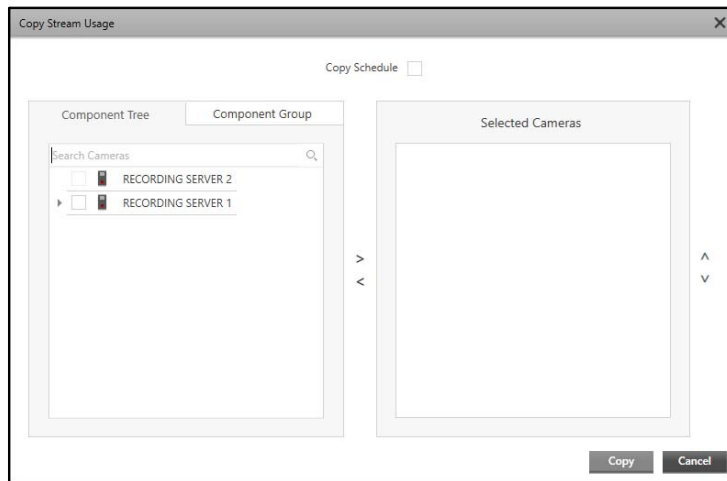 Copy Stream Usage
Copy Schedule
Component Tree
Component Group
Search Cameras
RECORDING SERVER 2
RECORDING SERVER 1
Selected Cameras
Copy
Cancel